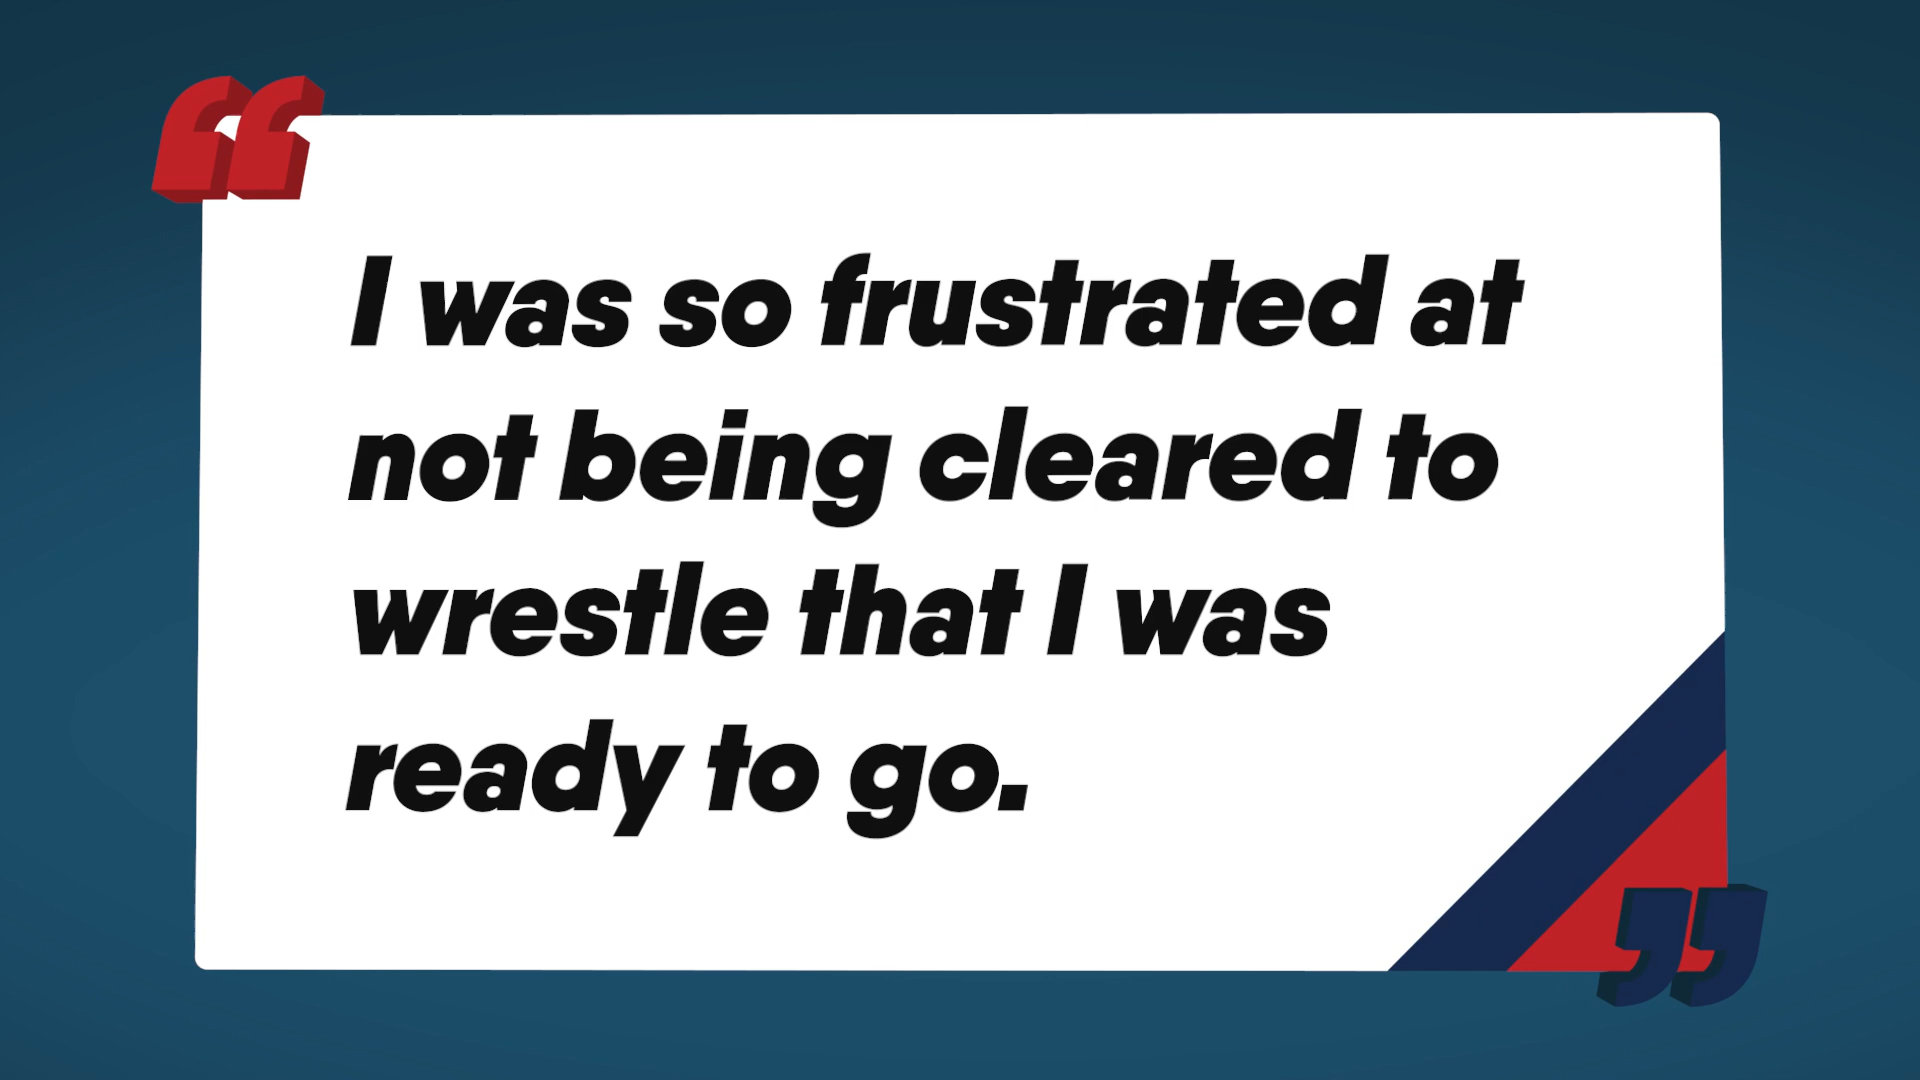 I was so frustrated at
not being cleared to
wrestle that I was
ready to go.